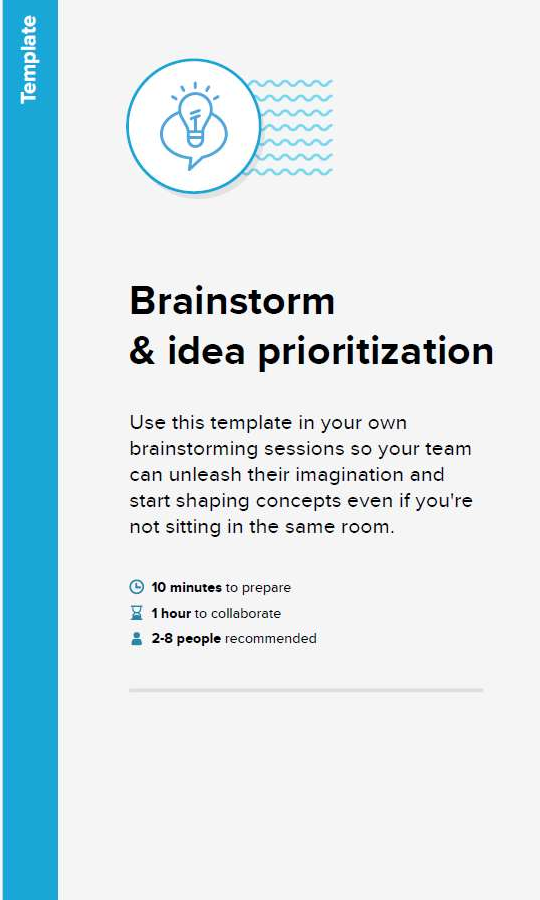 Template
Brainstorm
& idea prioritization
Use this template in your own
brainstorming sessions so your team
can unleash their imagination and
start shaping concepts even if you're
not sitting in the same room.
10 minutes to prepare
1 hour to collaborate
2-8 people recommended